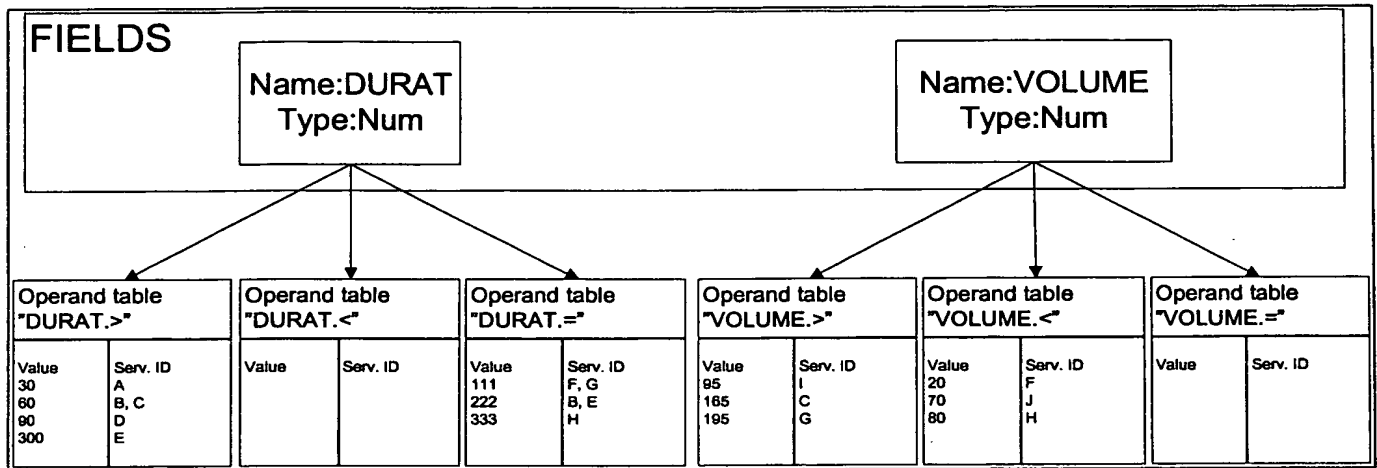 FIELDS
Name:DURAT
Type:Num
Name:VOLUME
Type:Num
Operand table
"DURAT.>"
Value Serv. ID
30 A
60 B, C
90 D
300 E
Operand table
"DURAT.<"
Value Serv. ID
Operand table
"DURAT.="
Value Serv. ID
111 F, G
222 B, E
333 H
Operand table
"VOLUME.>"
Value Serv. ID
95 I
165 C
195 G
Operand table
"VOLUME.<"
Value Serv. ID
20 F
70 J
80 H
Operand table
"VOLUME.="
Value Serv. ID